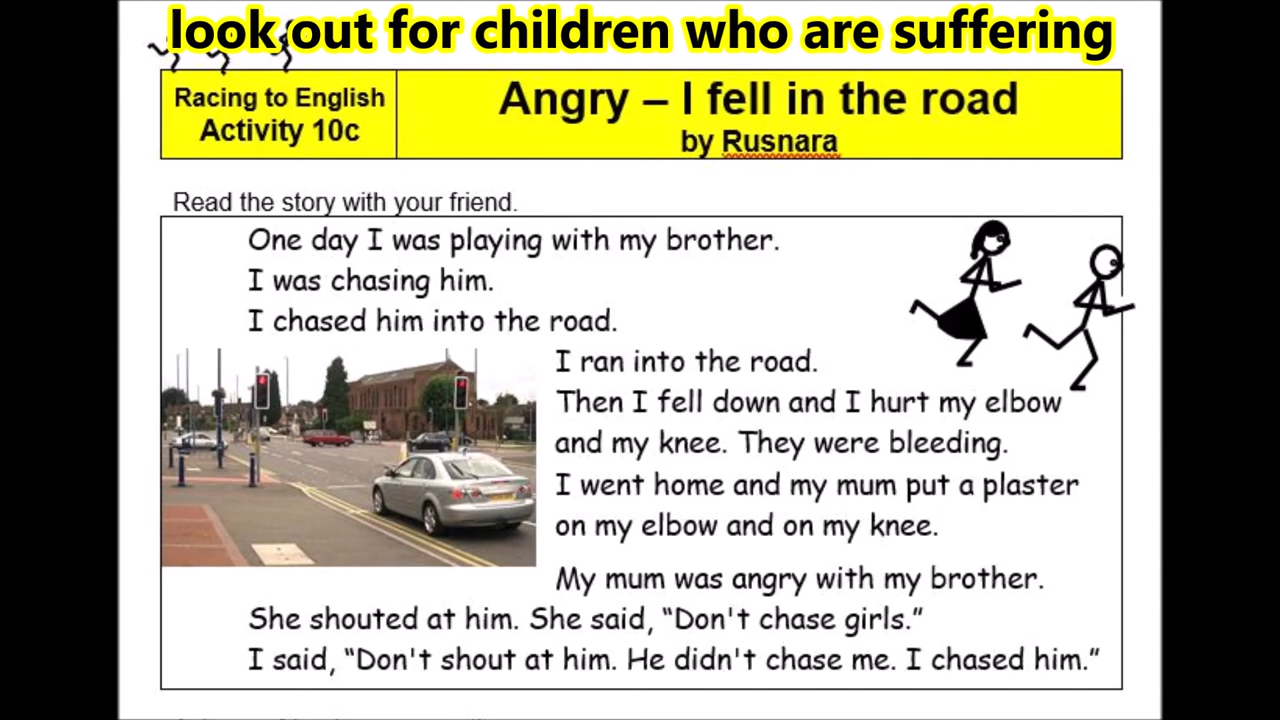 look out for children who are suffering
Racing to English
Activity 10c
Angry – I fell in the road
by Rusnara
Read the story with your friend.
One day I was playing with my brother.
I was chasing him.
I chased him into the road.
I ran into the road.
Then I fell down and I hurt my elbow
and my knee. They were bleeding.
I went home and my mum put a plaster
on my elbow and on my knee.
My mum was angry with my brother.
She shouted at him. She said, “Don't chase girls.”
I said, “Don't shout at him. He didn't chase me. I chased him.”